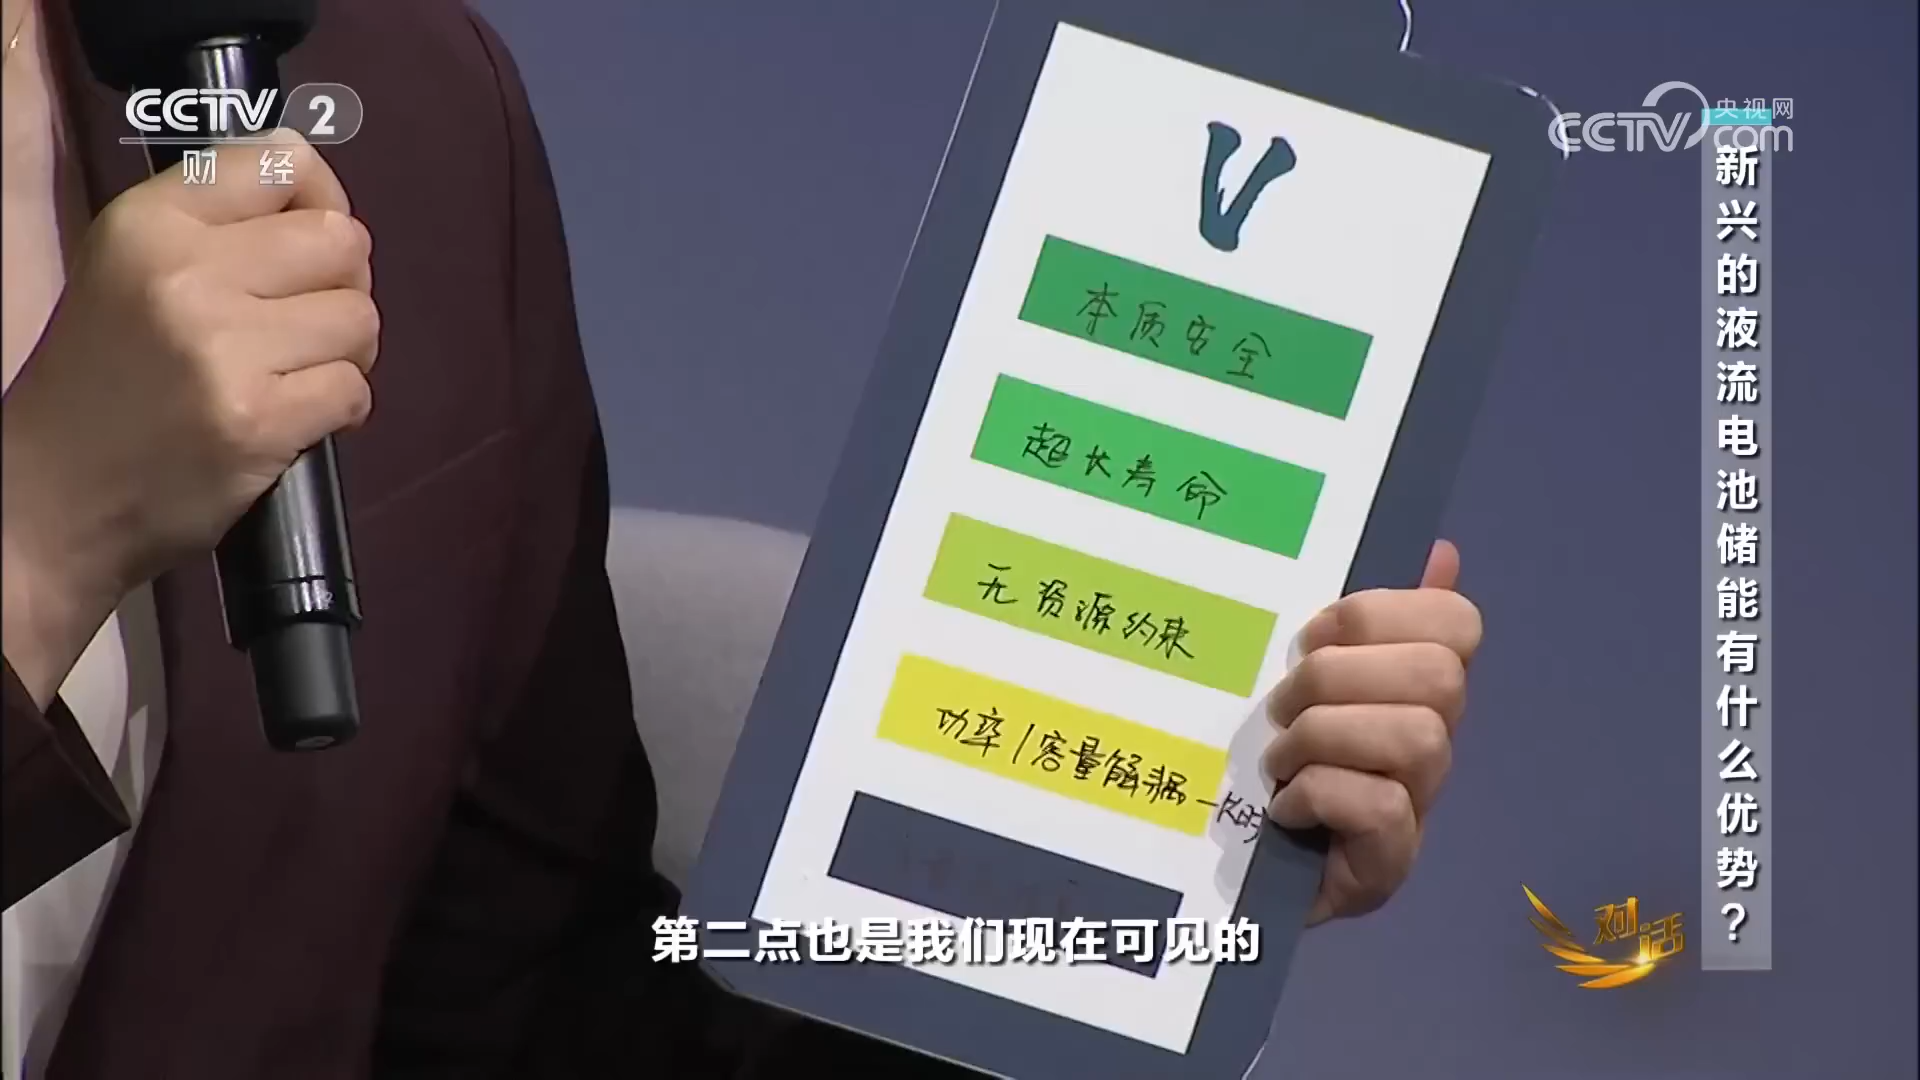 CCTV 2
财 经
央视网
CCTV com
新兴的液流电池储能有什么优势？
V
本质安全
超长寿命
无资源约束
功率/容量解耦-长时
第二点也是我们现在可见的
对话